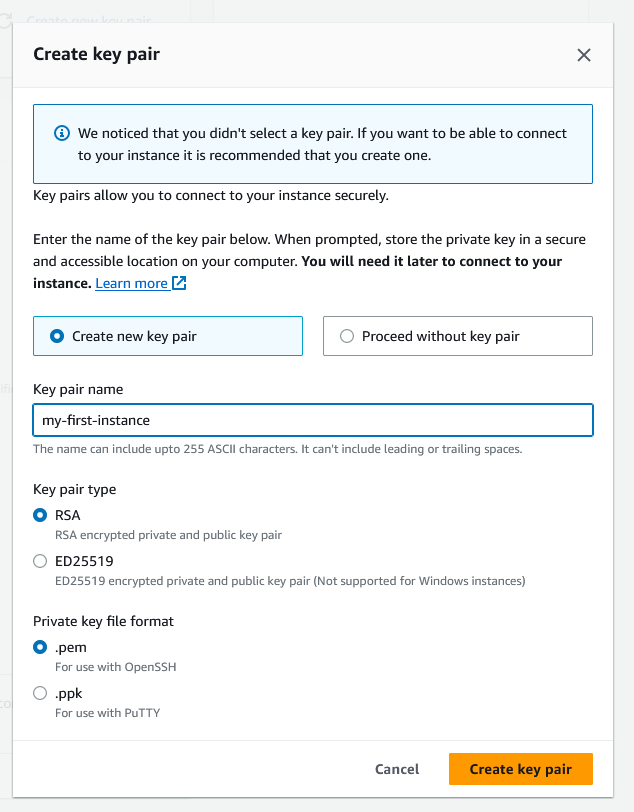 Create new key pair
Create key pair
We noticed that you didn't select a key pair. If you want to be able to connect
to your instance it is recommended that you create one.
Key pairs allow you to connect to your instance securely.
Enter the name of the key pair below. When prompted, store the private key in a secure
and accessible location on your computer. You will need it later to connect to your
instance. Learn more
Create new key pair
Proceed without key pair
Key pair name
my-first-instance
The name can include upto 255 ASCII characters. It can't include leading or trailing spaces.
Key pair type
RSA
RSA encrypted private and public key pair
ED25519
ED25519 encrypted private and public key pair (Not supported for Windows instances)
Private key file format
.pem
For use with OpenSSH
.ppk
For use with PuTTY
Cancel
Create key pair